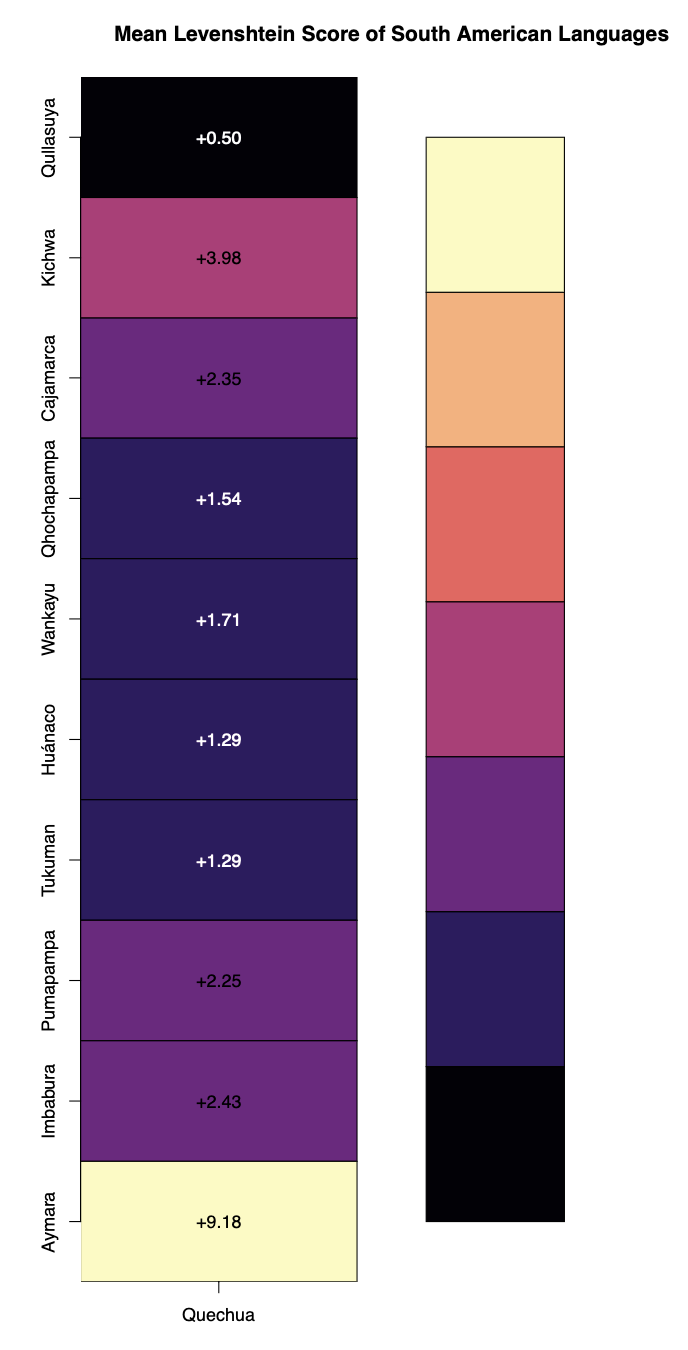 Mean Levenshtein Score of South American Languages
Qullasuya
+0.50
Kichwa
+3.98
Cajamarca
+2.35
Qhochapampa
+1.54
Wankayu
+1.71
Huánaco
+1.29
Tukuman
+1.29
Pumapampa
+2.25
Imbabura
+2.43
Aymara
+9.18
Quechua